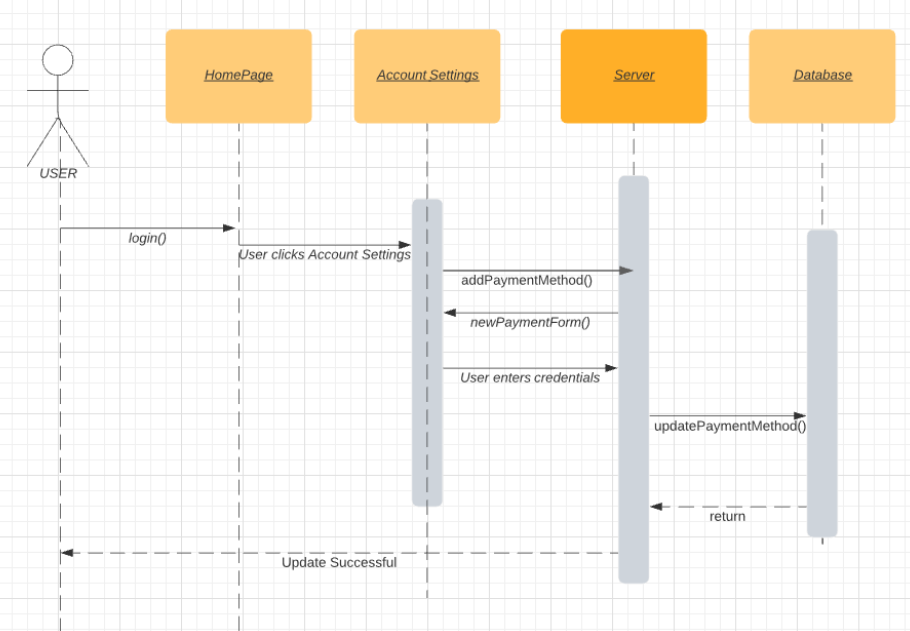 HomePage
Account Settings
Server
Database
USER
login()
User clicks Account Settings
addPaymentMethod()
newPaymentForm()
User enters credentials
updatePaymentMethod()
return
Update Successful